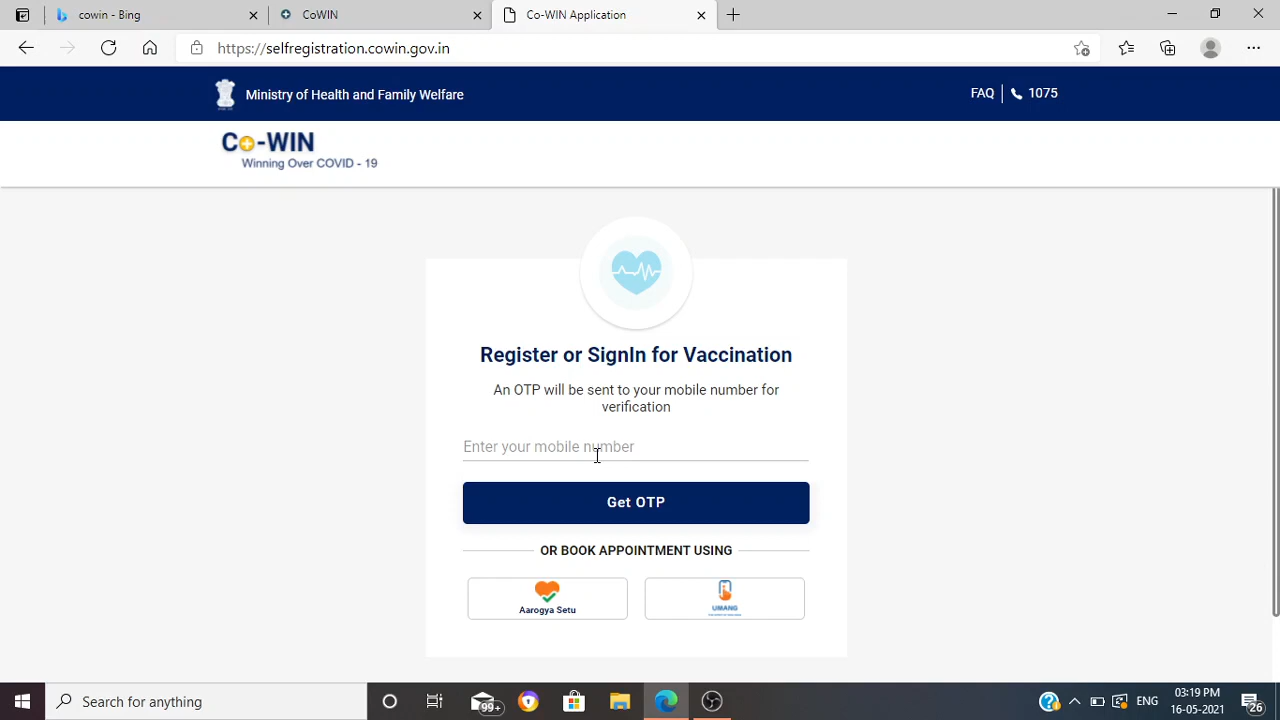 cowin - Bing
CoWIN
Co-WIN Application
https://selfregistration.cowin.gov.in
Ministry of Health and Family Welfare
FAQ
1075
Co-WIN
Winning Over COVID - 19
Register or SignIn for Vaccination
An OTP will be sent to your mobile number for
verification
Enter your mobile number
Get OTP
OR BOOK APPOINTMENT USING
Aarogya Setu
UMANG
Search for anything
99+
ENG
03:19 PM
16-05-2021
26